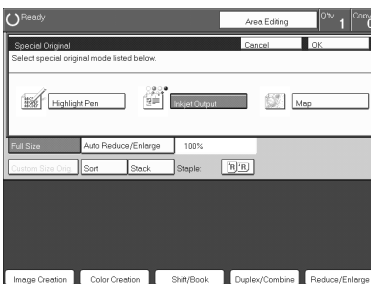 Ready Area Editing Q'ty 1
Special Original Cancel OK
Select special original mode listed below.
Highlight Pen Inkjet Output Map
Full Size Auto Reduce/Enlarge 100%
Custom Size Orig. Sort Stack Staple:
Image Creation Color Creation Shift/Book Duplex/Combine Reduce/Enlarge